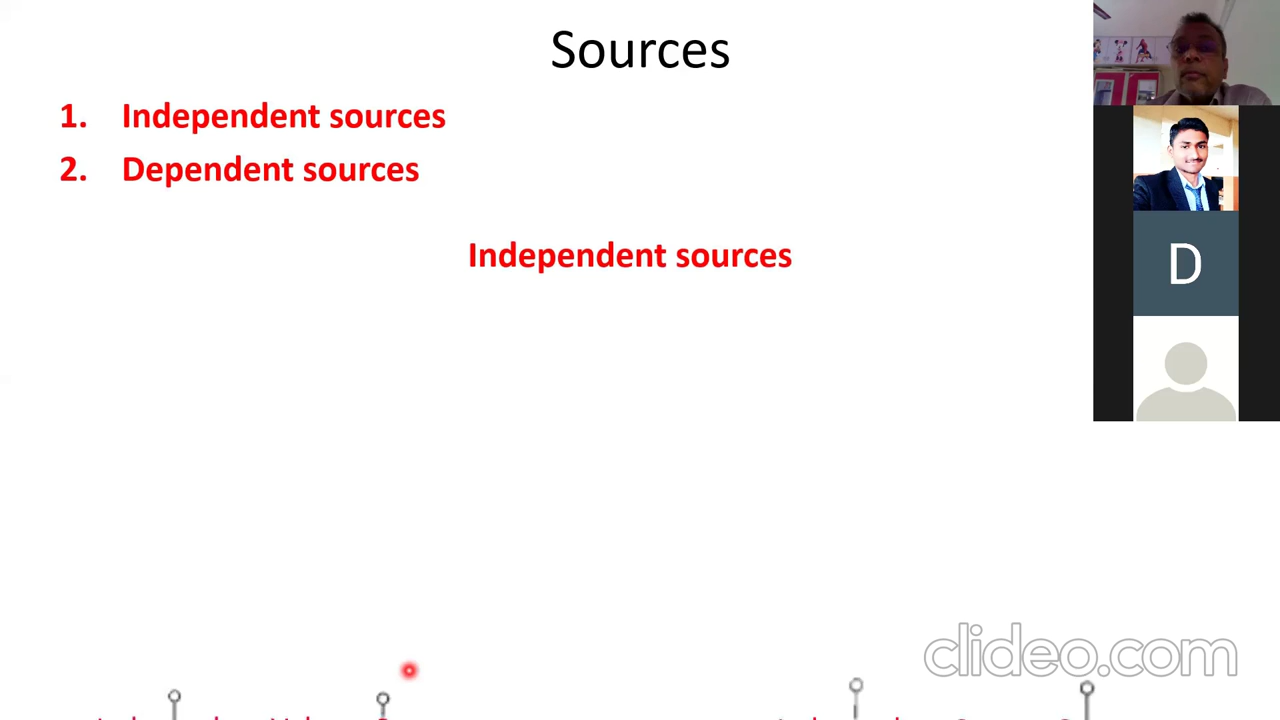 Sources
1. Independent sources
2. Dependent sources
Independent sources
D
clideo.com